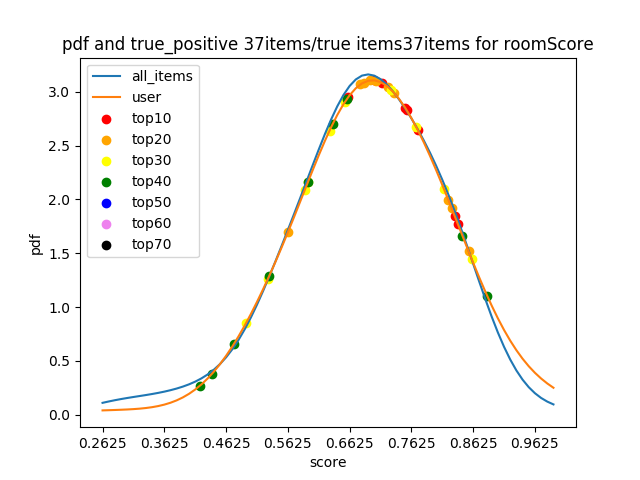 pdf and true_positive 37items/true items37items for roomScore
all_items
user
top10
top20
top30
top40
top50
top60
top70
3.0
2.5
2.0
1.5
1.0
0.5
0.0
pdf
0.2625 0.3625 0.4625 0.5625 0.6625 0.7625 0.8625 0.9625
score